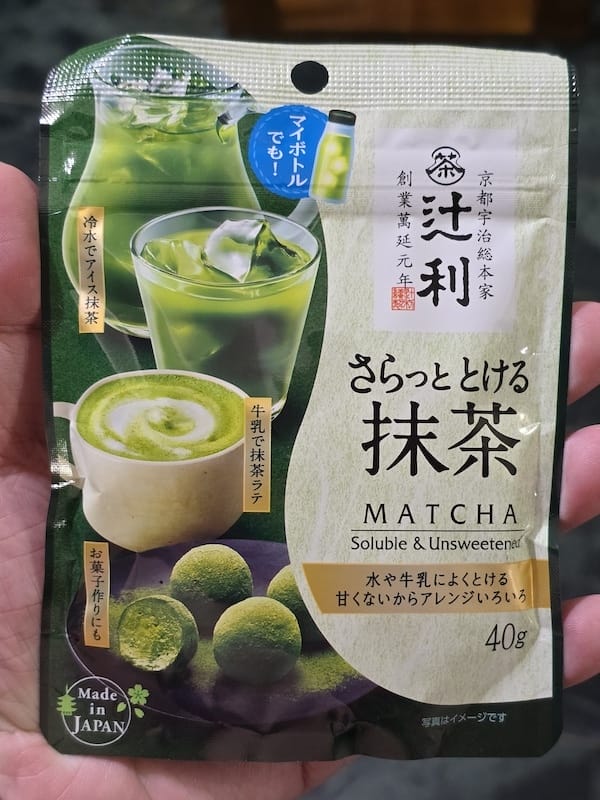 マイボトル
でも！
冷水でアイス抹茶
牛乳で抹茶ラテ
お菓子作りにも
茶
京都宇治総本家
辻利
創業萬延元年
さらっと とける
抹茶
MATCHA
Soluble & Unsweetened
水や牛乳によくとける
甘くないからアレンジいろいろ
40g
Made
in
JAPAN
写真はイメージです